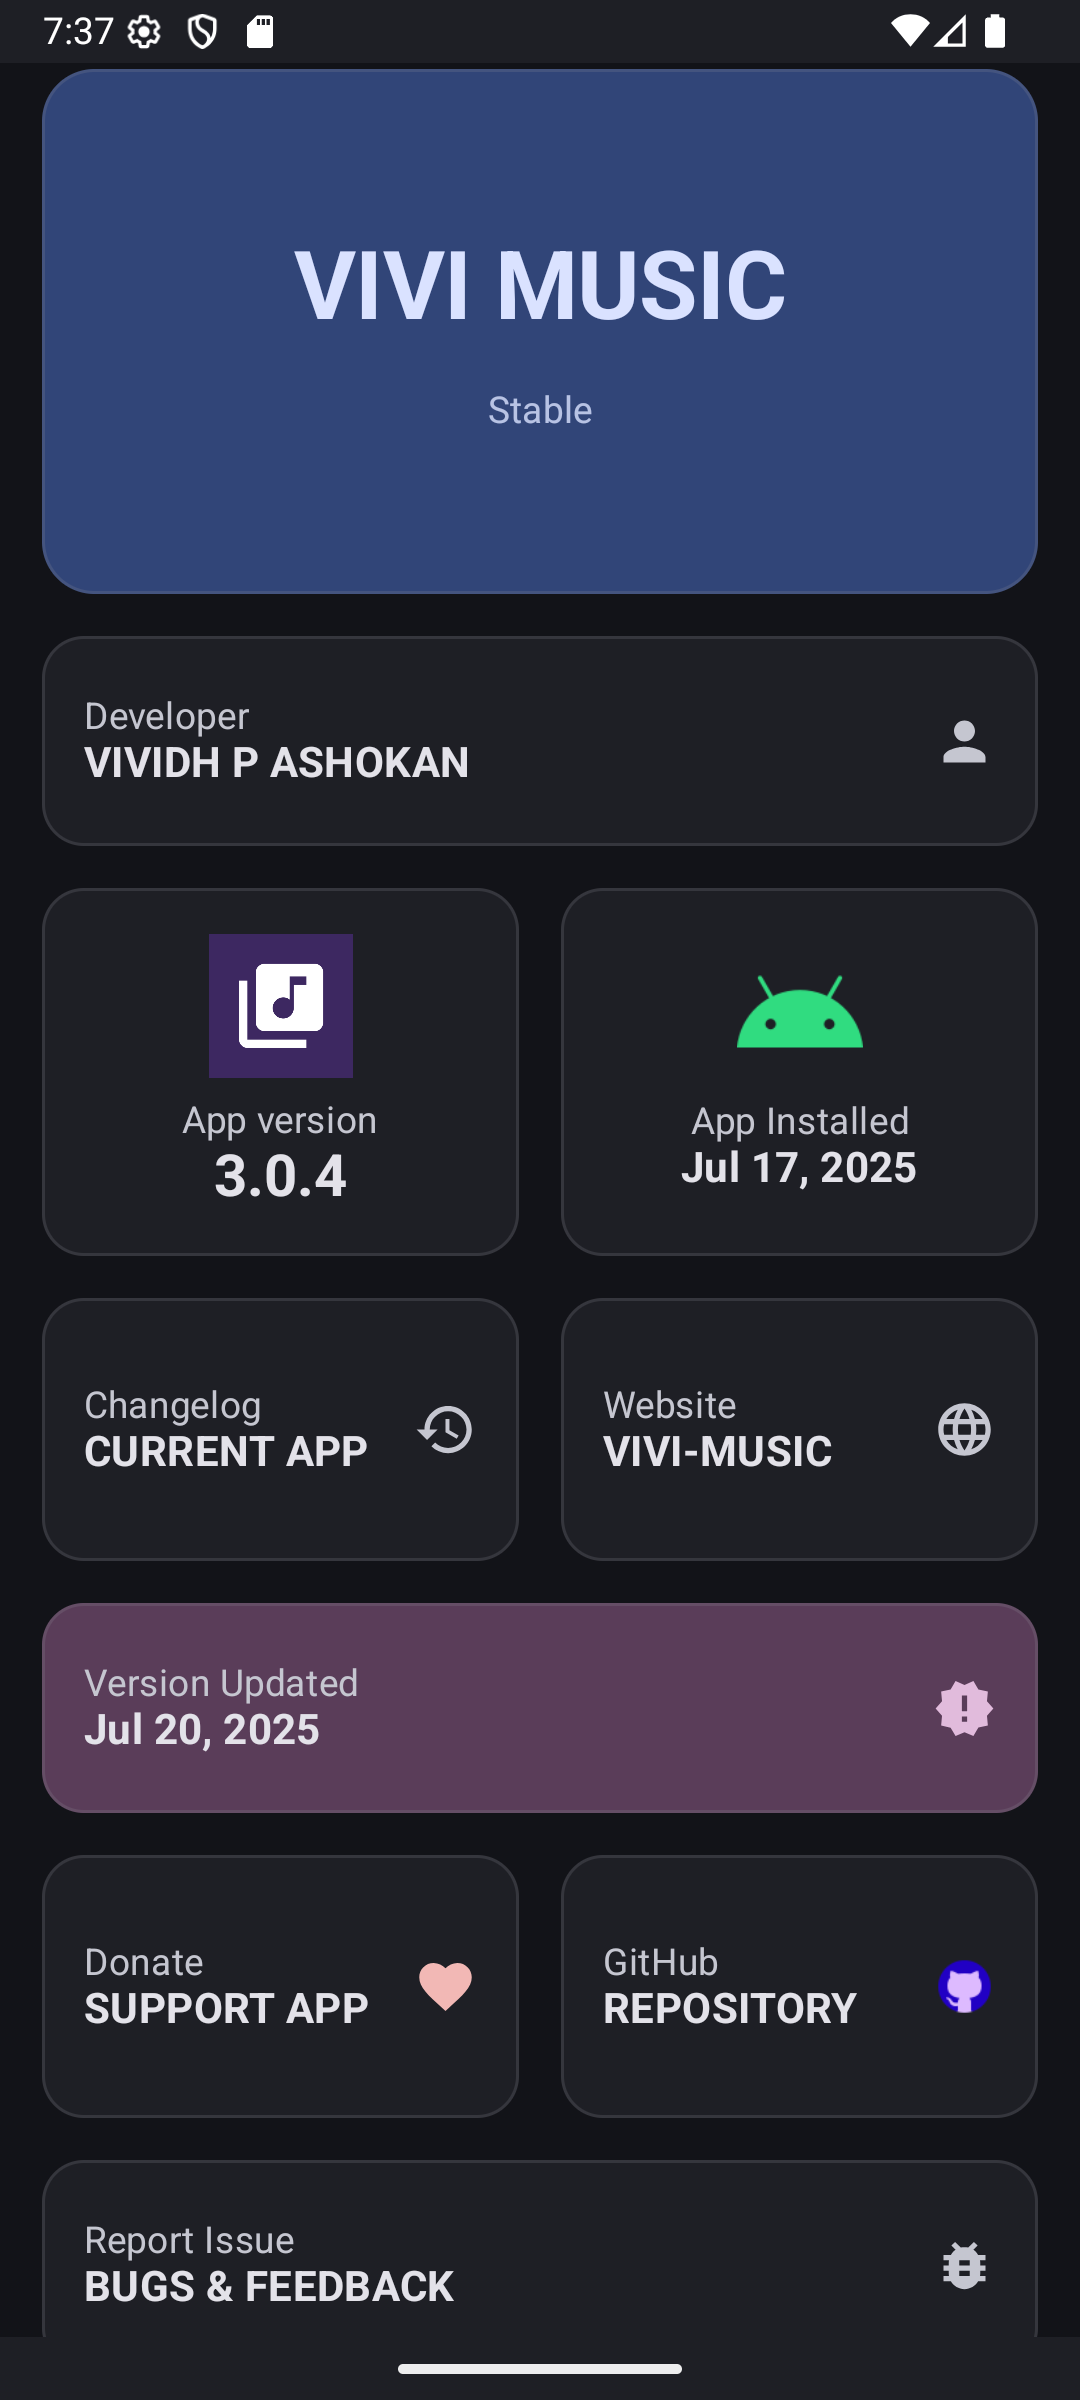 7:37
VIVI MUSIC
Stable
Developer
VIVIDH P ASHOKAN
App version
3.0.4
App Installed
Jul 17, 2025
Changelog
CURRENT APP
Website
VIVI-MUSIC
Version Updated
Jul 20, 2025
Donate
SUPPORT APP
GitHub
REPOSITORY
Report Issue
BUGS & FEEDBACK